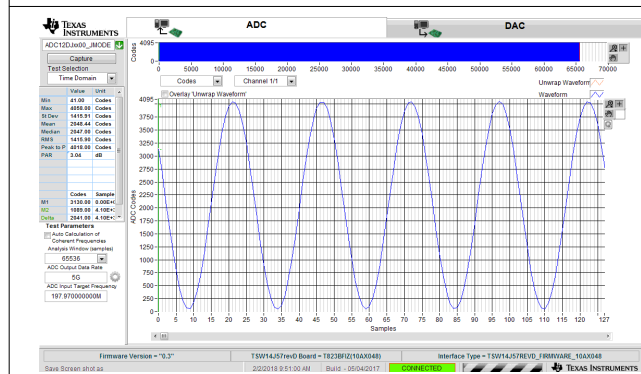 TEXAS INSTRUMENTS
ADC
DAC
ADC12DJxx00_JMODE
Capture
Test Selection
Time Domain
Value Unit
Min 41.00 Codes
Max 4058.00 Codes
St Dev 1415.91 Codes
Mean 2048.44 Codes
Median 2047.00 Codes
RMS 1415.90 Codes
Peak to P 4018.00 Codes
PAR 3.04 dB
Codes Sample
M1 3130.00 0.00E+
M2 1089.00 4.10E+
Delta 2041.00 4.10E+
Test Parameters
Auto Calculation of
Coherent Frequencies
Analysis Window (samples)
65536
ADC Output Data Rate
5G
ADC Input Target Frequency
197.970000000M
Codes
4095
0
0 5000 10000 15000 20000 25000 30000 35000 40000 45000 50000 55000 60000 65000 70000
Codes
Channel 1/1
Unwrap Waveform
Overlay 'Unwrap Waveform'
Waveform
ADC Codes
4095
3750
3500
3250
3000
2750
2500
2250
2000
1750
1500
1250
1000
750
500
250
0
0 5 10 15 20 25 30 35 40 45 50 55 60 65 70 75 80 85 90 95 100 105 110 115 120 127
Samples
Firmware Version = "0.3"
TSW14J57revD Board = T823BFIZ(10AX048)
Interface Type = TSW14J57REVD_FIRMWARE_10AX048
Save Screen shot as
2/2/2018 9:51:00 AM
Build - 05/04/2017
CONNECTED
TEXAS INSTRUMENTS